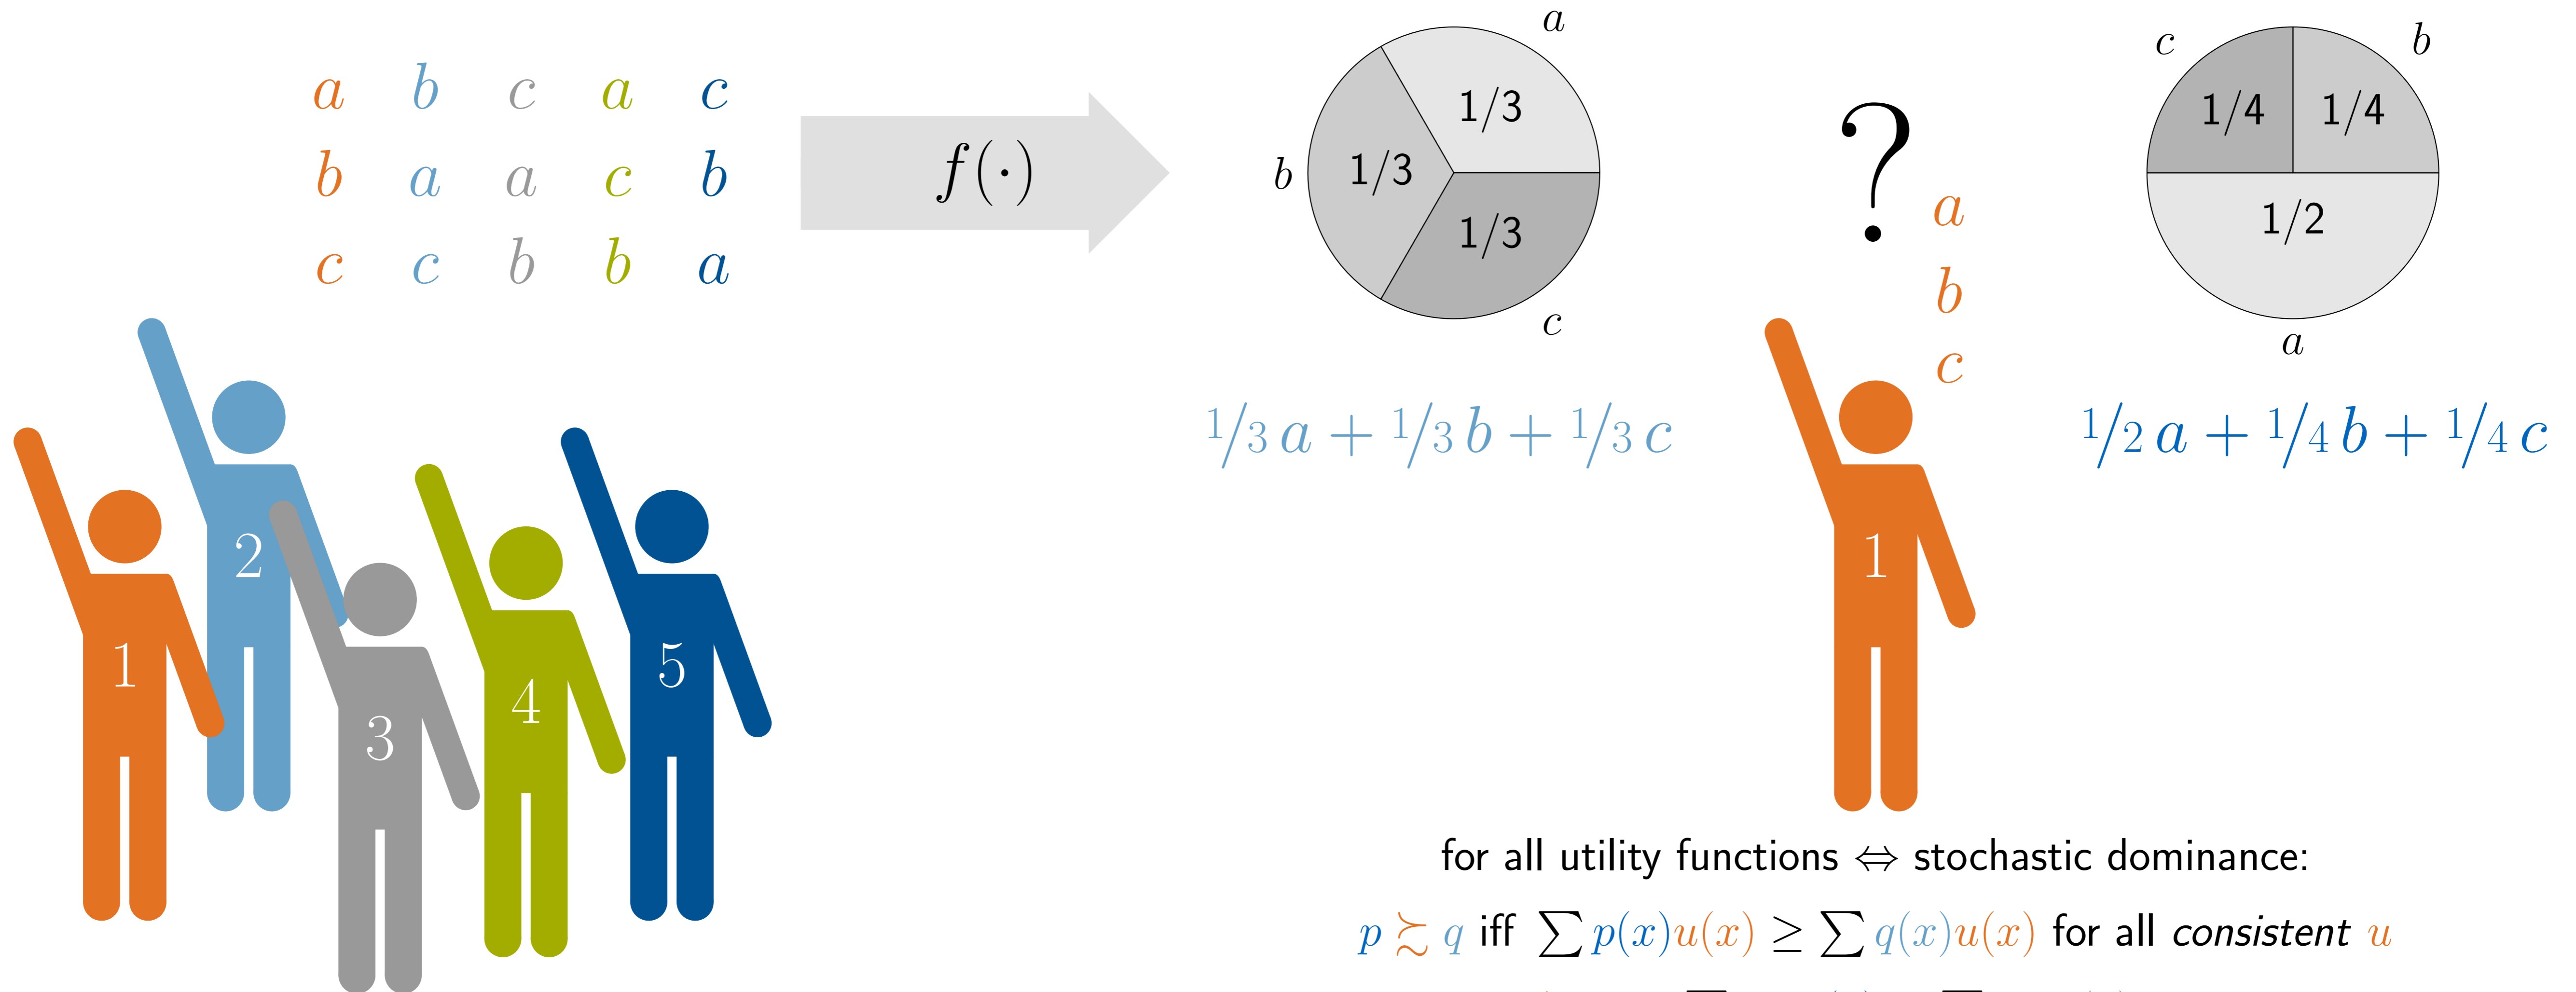 a b c a c
b a a c b
c c b b a
f(·)
a
b
c
1/3
1/3
1/3
1/3 a + 1/3 b + 1/3 c
?
a
b
c
c
b
a
1/4
1/4
1/2
1/2 a + 1/4 b + 1/4 c
1
2
3
4
5
1
for all utility functions ⇔ stochastic dominance:
p ≿ q iff ∑ p(x)u(x) ≥ ∑ q(x)u(x) for all consistent u